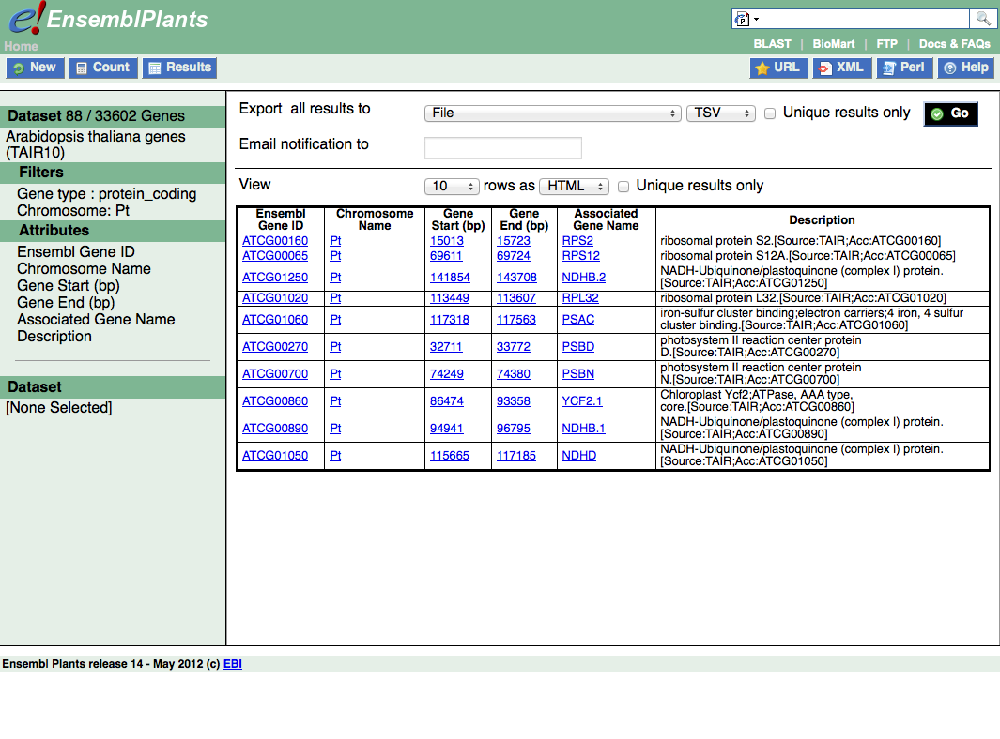 e!EnsemblPlants
Home
BLAST | BioMart | FTP | Docs & FAQs
New Count Results URL XML Perl Help
Dataset 88 / 33602 Genes
Arabidopsis thaliana genes
(TAIR10)
Filters
Gene type : protein_coding
Chromosome: Pt
Attributes
Ensembl Gene ID
Chromosome Name
Gene Start (bp)
Gene End (bp)
Associated Gene Name
Description
Dataset
[None Selected]
Export all results to File TSV Unique results only Go
Email notification to
View 10 rows as HTML Unique results only
Ensembl Gene ID Chromosome Name Gene Start (bp) Gene End (bp) Associated Gene Name Description
ATCG00160 Pt 15013 15723 RPS2 ribosomal protein S2.[Source:TAIR;Acc:ATCG00160]
ATCG00065 Pt 69611 69724 RPS12 ribosomal protein S12A.[Source:TAIR;Acc:ATCG00065]
ATCG01250 Pt 141854 143708 NDHB.2 NADH-Ubiquinone/plastoquinone (complex I) protein.
[Source:TAIR;Acc:ATCG01250]
ATCG01020 Pt 113449 113607 RPL32 ribosomal protein L32.[Source:TAIR;Acc:ATCG01020]
ATCG01060 Pt 117318 117563 PSAC iron-sulfur cluster binding;electron carriers;4 iron, 4 sulfur
cluster binding.[Source:TAIR;Acc:ATCG01060]
ATCG00270 Pt 32711 33772 PSBD photosystem II reaction center protein
D.[Source:TAIR;Acc:ATCG00270]
ATCG00700 Pt 74249 74380 PSBN photosystem II reaction center protein
N.[Source:TAIR;Acc:ATCG00700]
ATCG00860 Pt 86474 93358 YCF2.1 Chloroplast Ycf2;ATPase, AAA type,
core.[Source:TAIR;Acc:ATCG00860]
ATCG00890 Pt 94941 96795 NDHB.1 NADH-Ubiquinone/plastoquinone (complex I) protein.
[Source:TAIR;Acc:ATCG00890]
ATCG01050 Pt 115665 117185 NDHD NADH-Ubiquinone/plastoquinone (complex I) protein.
[Source:TAIR;Acc:ATCG01050]
Ensembl Plants release 14 - May 2012 (c) EBI